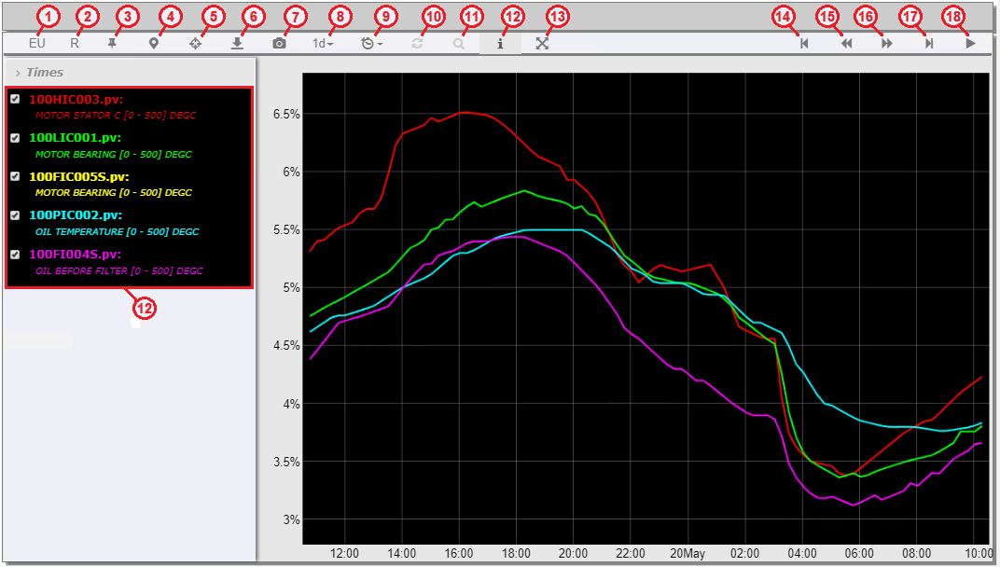 1 2 3 4 5 6 7 8 9 10 11 12 13 14 15 16 17 18
EU R 1d i
› Times
100HIC003.pv:
MOTOR STATOR C [0 - 500] DEGC
100LIC001.pv:
MOTOR BEARING [0 - 500] DEGC
100FIC005S.pv:
MOTOR BEARING [0 - 500] DEGC
100PIC002.pv:
OIL TEMPERATURE [0 - 500] DEGC
100FI004S.pv:
OIL BEFORE FILTER [0 - 500] DEGC
12
6.5%
6%
5.5%
5%
4.5%
4%
3.5%
3%
12:00 14:00 16:00 18:00 20:00 22:00 20May 02:00 04:00 06:00 08:00 10:00